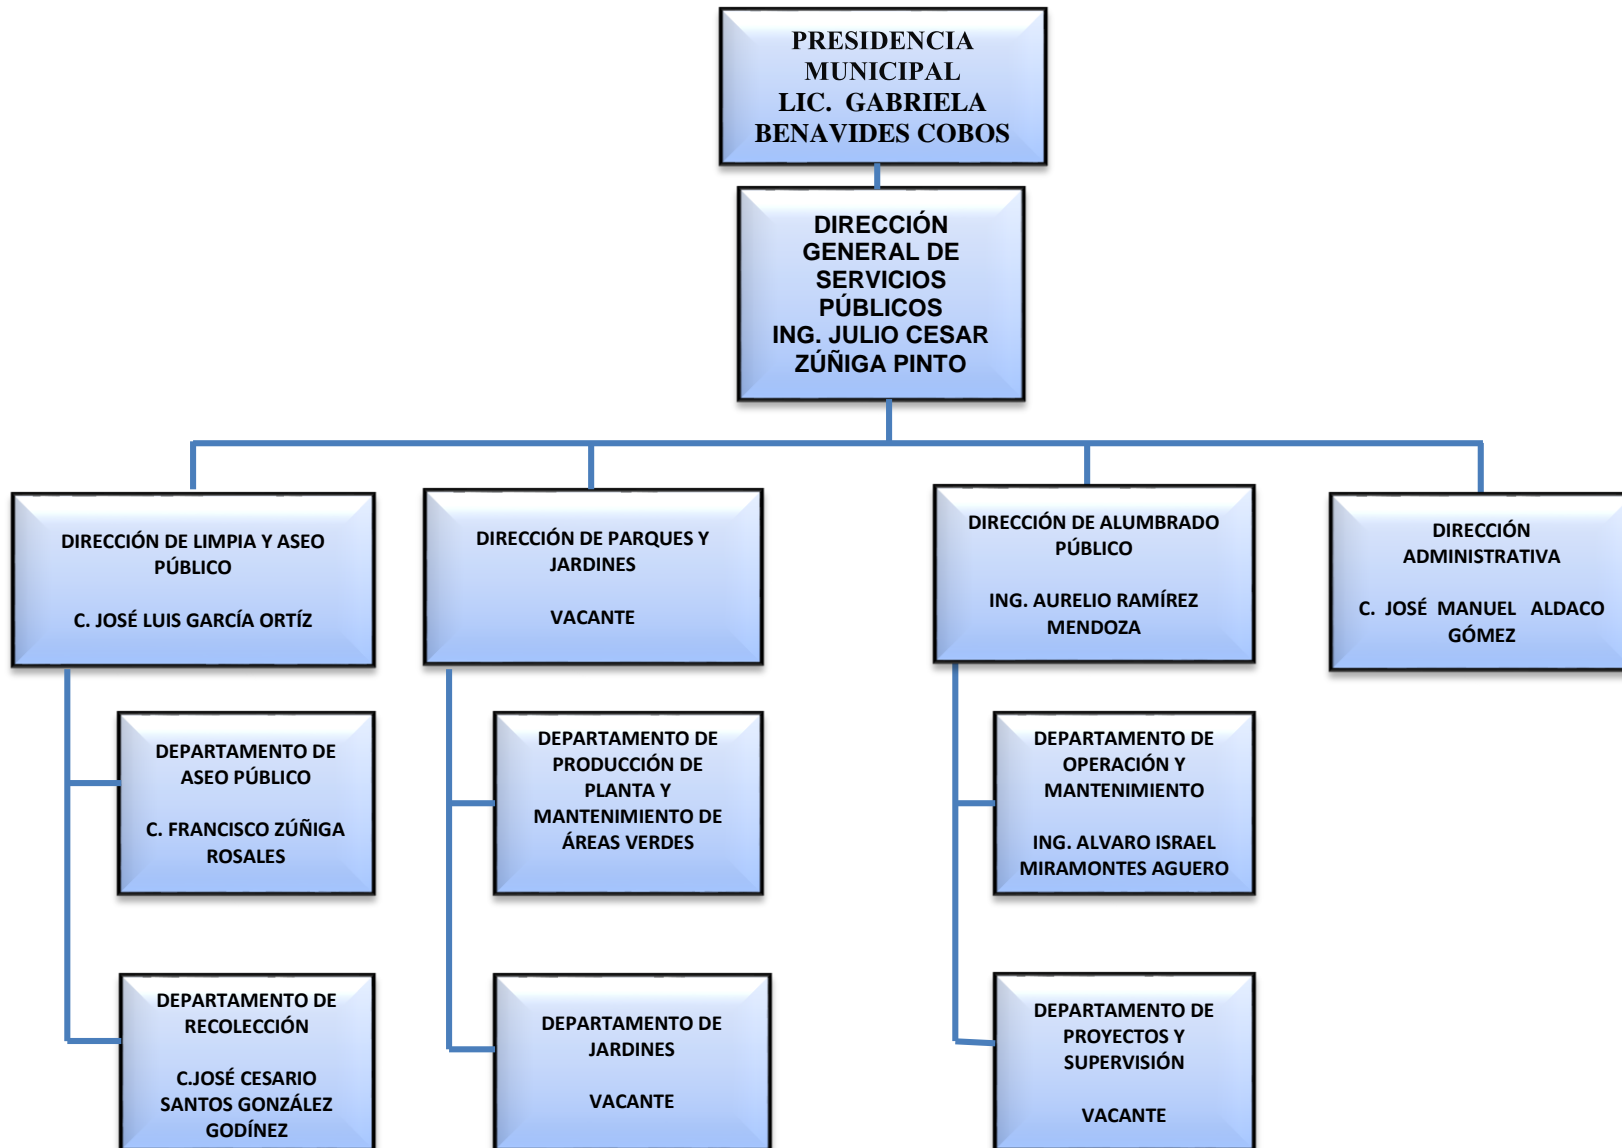 PRESIDENCIA
MUNICIPAL
LIC. GABRIELA
BENAVIDES COBOS
DIRECCIÓN
GENERAL DE
SERVICIOS
PÚBLICOS
ING. JULIO CESAR
ZÚÑIGA PINTO
DIRECCIÓN DE LIMPIA Y ASEO
PÚBLICO
C. JOSÉ LUIS GARCÍA ORTÍZ
DIRECCIÓN DE PARQUES Y
JARDINES
VACANTE
DIRECCIÓN DE ALUMBRADO
PÚBLICO
ING. AURELIO RAMÍREZ
MENDOZA
DIRECCIÓN
ADMINISTRATIVA
C. JOSÉ MANUEL ALDACO
GÓMEZ
DEPARTAMENTO DE
ASEO PÚBLICO
C. FRANCISCO ZÚÑIGA
ROSALES
DEPARTAMENTO DE
PRODUCCIÓN DE
PLANTA Y
MANTENIMIENTO DE
ÁREAS VERDES
DEPARTAMENTO DE
OPERACIÓN Y
MANTENIMIENTO
ING. ALVARO ISRAEL
MIRAMONTES AGUERO
DEPARTAMENTO DE
RECOLECCIÓN
C.JOSÉ CESARIO
SANTOS GONZÁLEZ
GODÍNEZ
DEPARTAMENTO DE
JARDINES
VACANTE
DEPARTAMENTO DE
PROYECTOS Y
SUPERVISIÓN
VACANTE